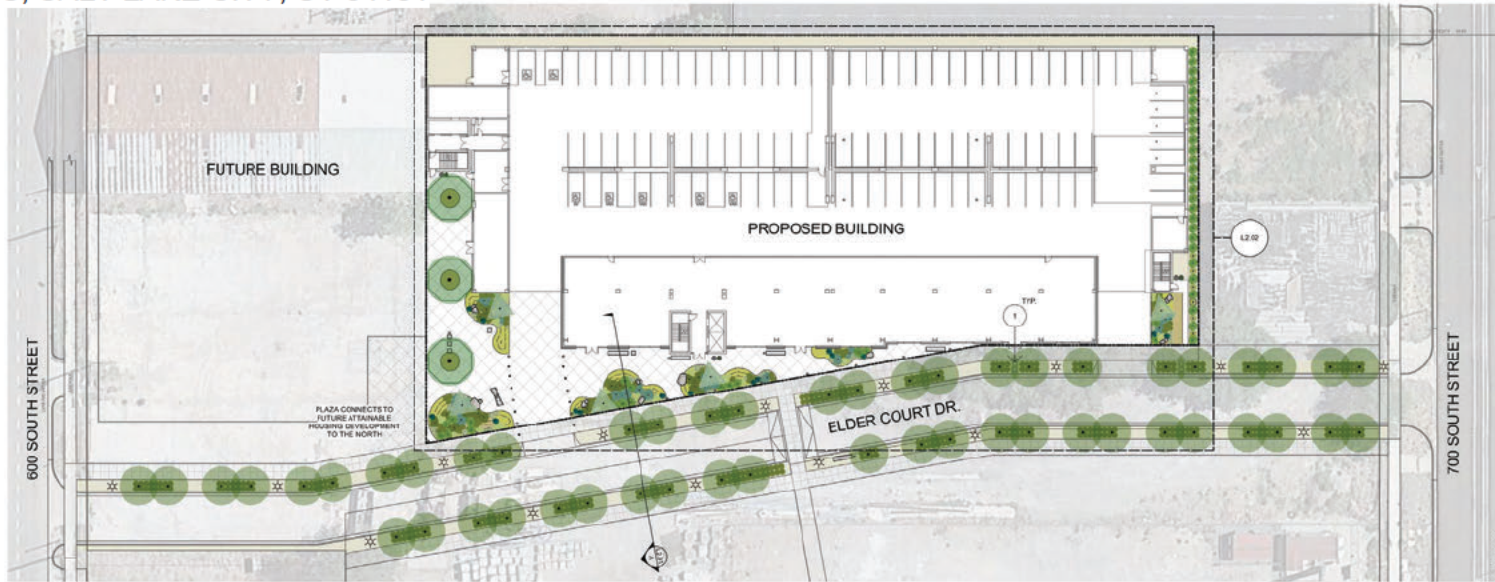 FUTURE BUILDING
PROPOSED BUILDING
L2.02
TYP.
1
600 SOUTH STREET
700 SOUTH STREET
PLAZA CONNECTS TO
FUTURE ATTAINABLE
HOUSING DEVELOPMENT
TO THE NORTH
ELDER COURT DR.